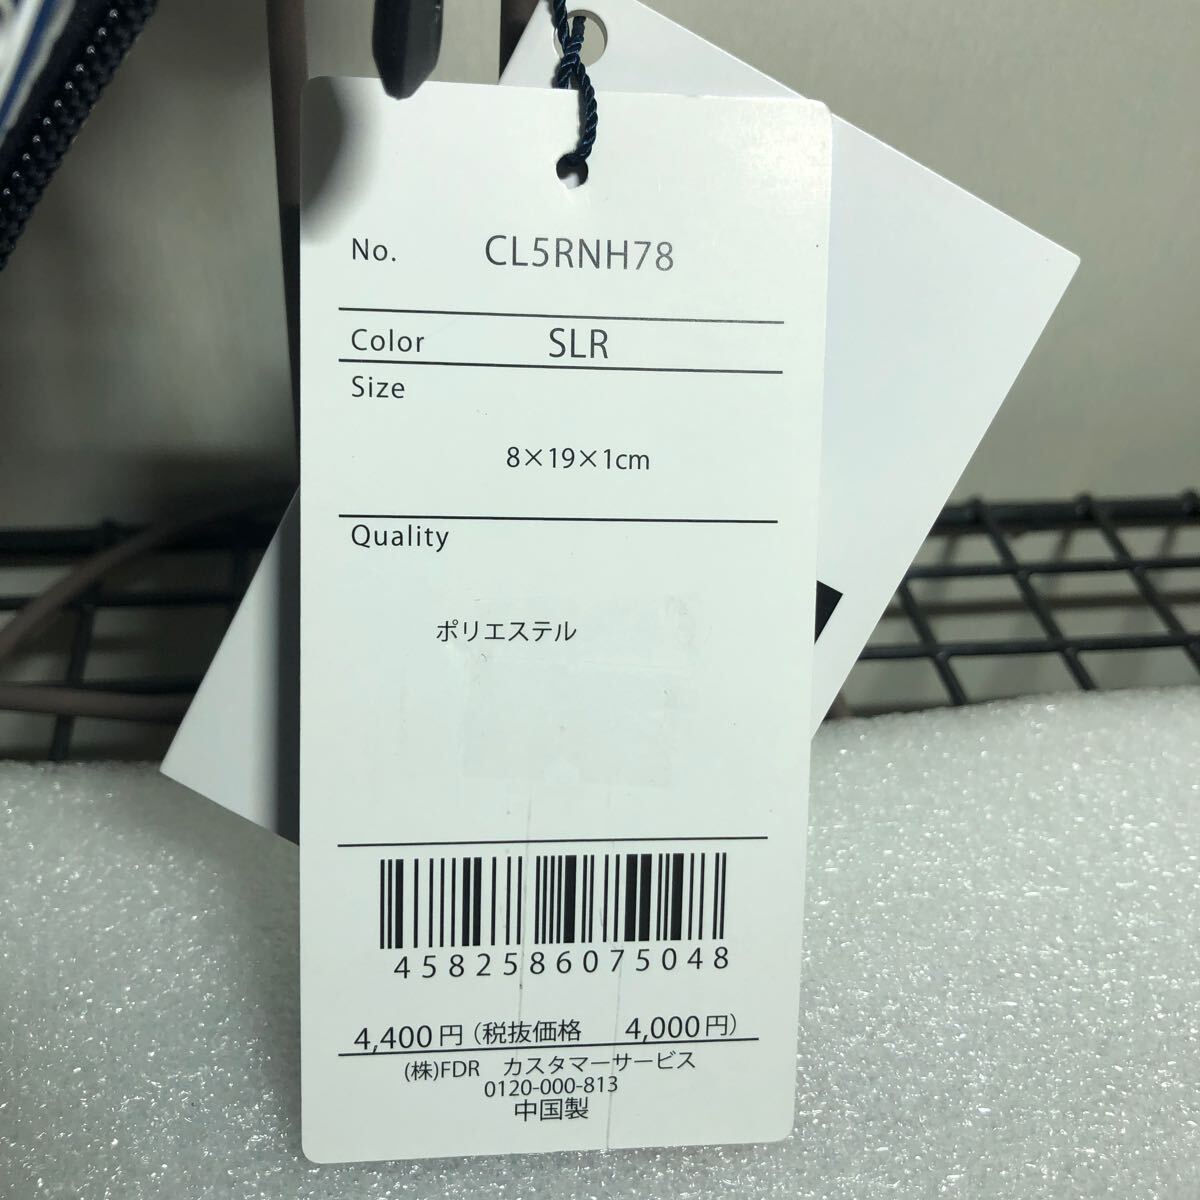 No. CL5RNH78
Color SLR
Size
8×19×1cm
Quality
ポリエステル
4582586075048
4,400円（税抜価格 4,000円）
(株)FDR カスタマーサービス
0120-000-813
中国製